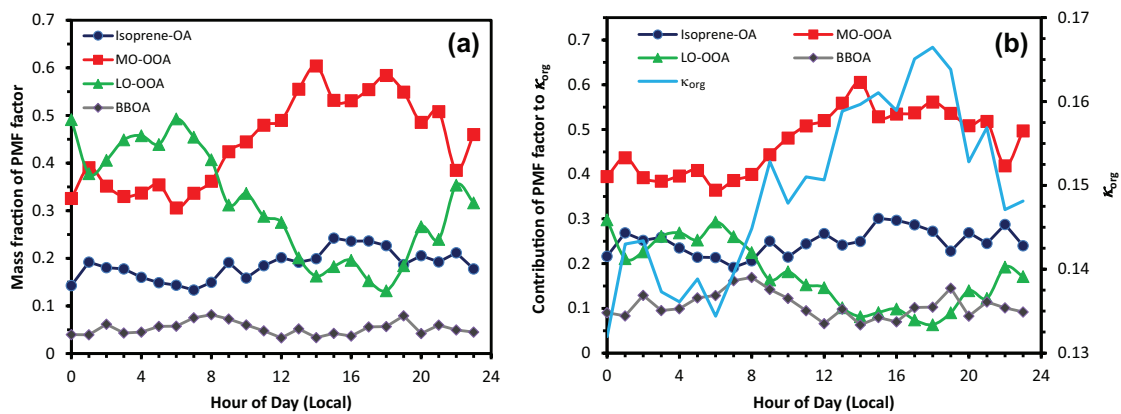 (a)
Isoprene-OA
MO-OOA
LO-OOA
BBOA
Mass fraction of PMF factor
0.7
0.6
0.5
0.4
0.3
0.2
0.1
0
0 4 8 12 16 20 24
Hour of Day (Local)
(b)
Isoprene-OA MO-OOA
LO-OOA BBOA
κorg
Contribution of PMF factor to κorg
0.7
0.6
0.5
0.4
0.3
0.2
0.1
0
0 4 8 12 16 20 24
Hour of Day (Local)
0.17
0.16
0.15
0.14
0.13
κorg